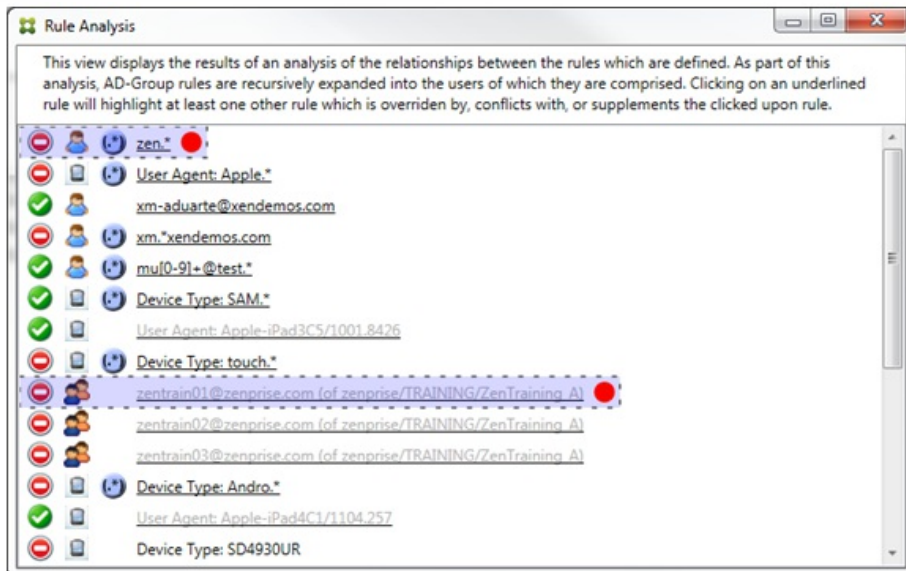 Rule Analysis
This view displays the results of an analysis of the relationships between the rules which are defined. As part of this
analysis, AD-Group rules are recursively expanded into the users of which they are comprised. Clicking on an underlined
rule will highlight at least one other rule which is overriden by, conflicts with, or supplements the clicked upon rule.
(.*) zen.*
(.*) User Agent: Apple.*
xm-aduarte@xendemos.com
(.*) xm.*xendemos.com
(.*) mu[0-9]+@test.*
(.*) Device Type: SAM.*
User Agent: Apple-iPad3C5/1001.8426
(.*) Device Type: touch.*
zentrain01@zenprise.com (of zenprise/TRAINING/ZenTraining_A)
zentrain02@zenprise.com (of zenprise/TRAINING/ZenTraining_A)
zentrain03@zenprise.com (of zenprise/TRAINING/ZenTraining_A)
(.*) Device Type: Andro.*
User Agent: Apple-iPad4C1/1104.257
Device Type: SD4930UR